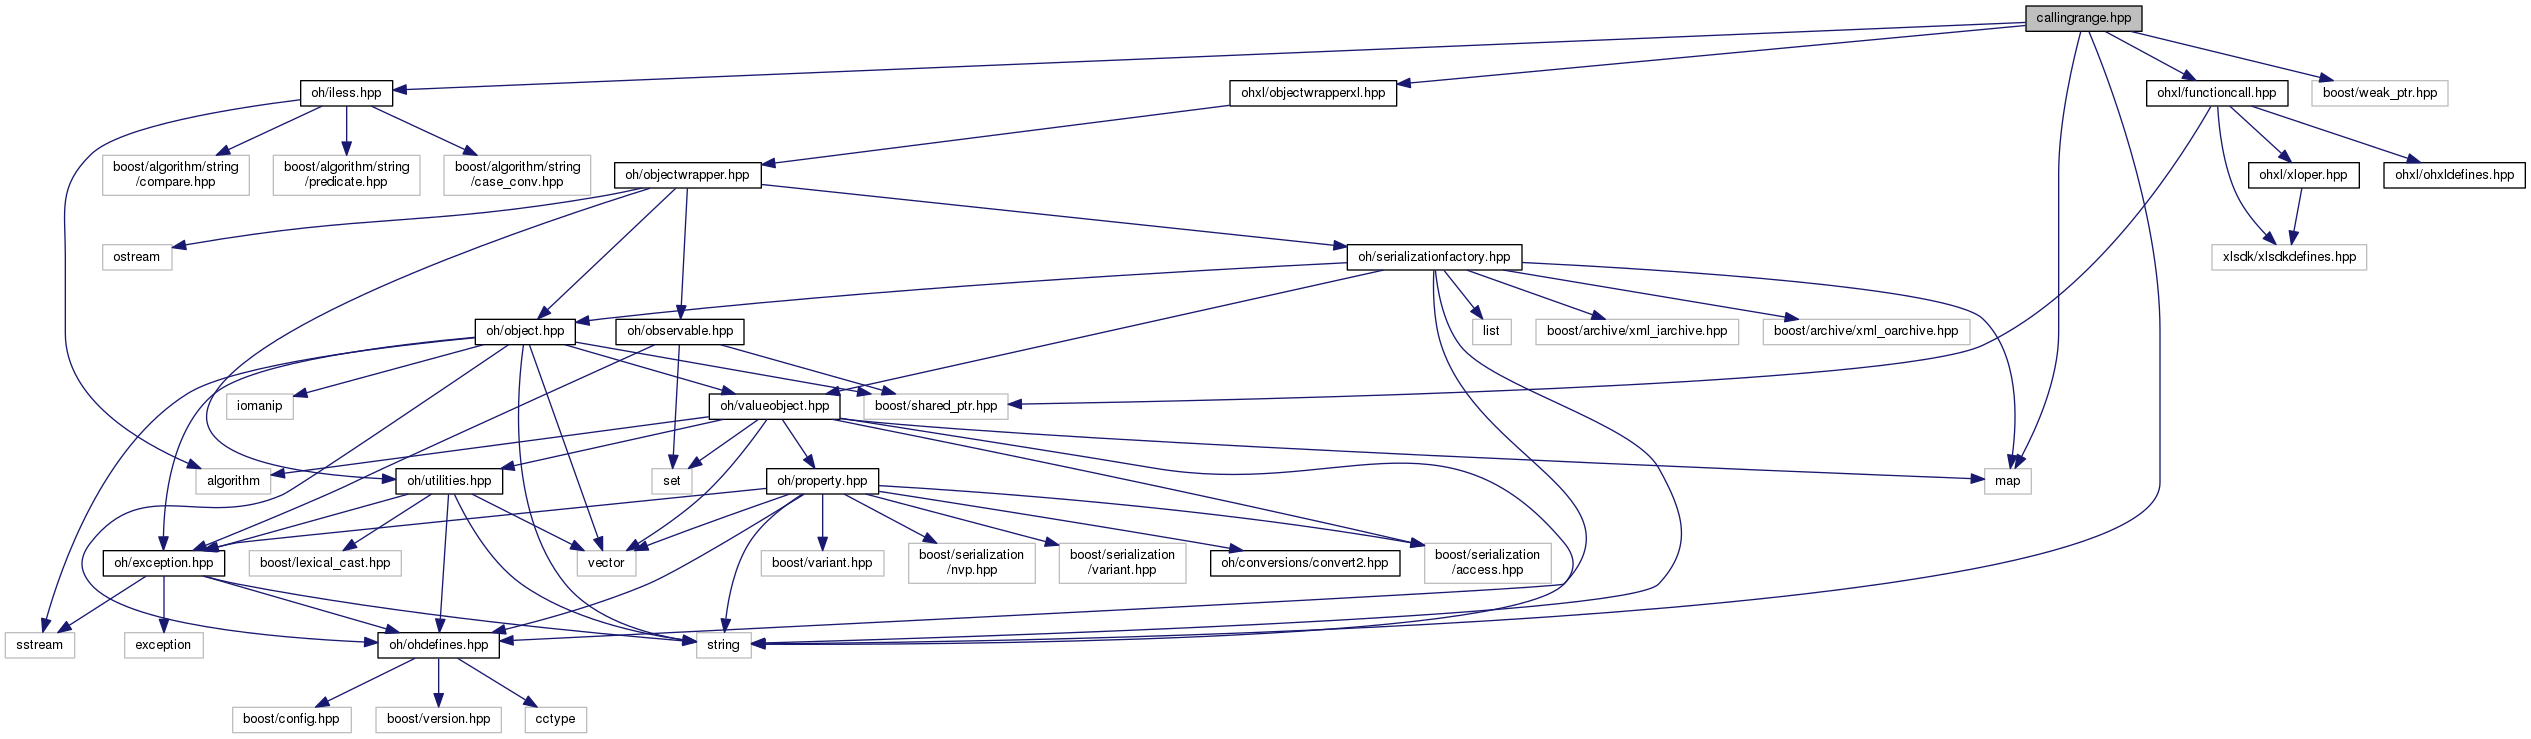 callingrange.hpp
oh/iless.hpp
ohxl/objectwrapperxl.hpp
ohxl/functioncall.hpp
boost/weak_ptr.hpp
boost/algorithm/string
/compare.hpp
boost/algorithm/string
/predicate.hpp
boost/algorithm/string
/case_conv.hpp
oh/objectwrapper.hpp
ohxl/xloper.hpp
ohxl/ohxldefines.hpp
ostream
oh/serializationfactory.hpp
xlsdk/xlsdkdefines.hpp
oh/object.hpp
oh/observable.hpp
list
boost/archive/xml_iarchive.hpp
boost/archive/xml_oarchive.hpp
iomanip
oh/valueobject.hpp
boost/shared_ptr.hpp
algorithm
oh/utilities.hpp
set
oh/property.hpp
map
oh/exception.hpp
boost/lexical_cast.hpp
vector
boost/variant.hpp
boost/serialization
/nvp.hpp
boost/serialization
/variant.hpp
oh/conversions/convert2.hpp
boost/serialization
/access.hpp
sstream
exception
oh/ohdefines.hpp
string
boost/config.hpp
boost/version.hpp
cctype